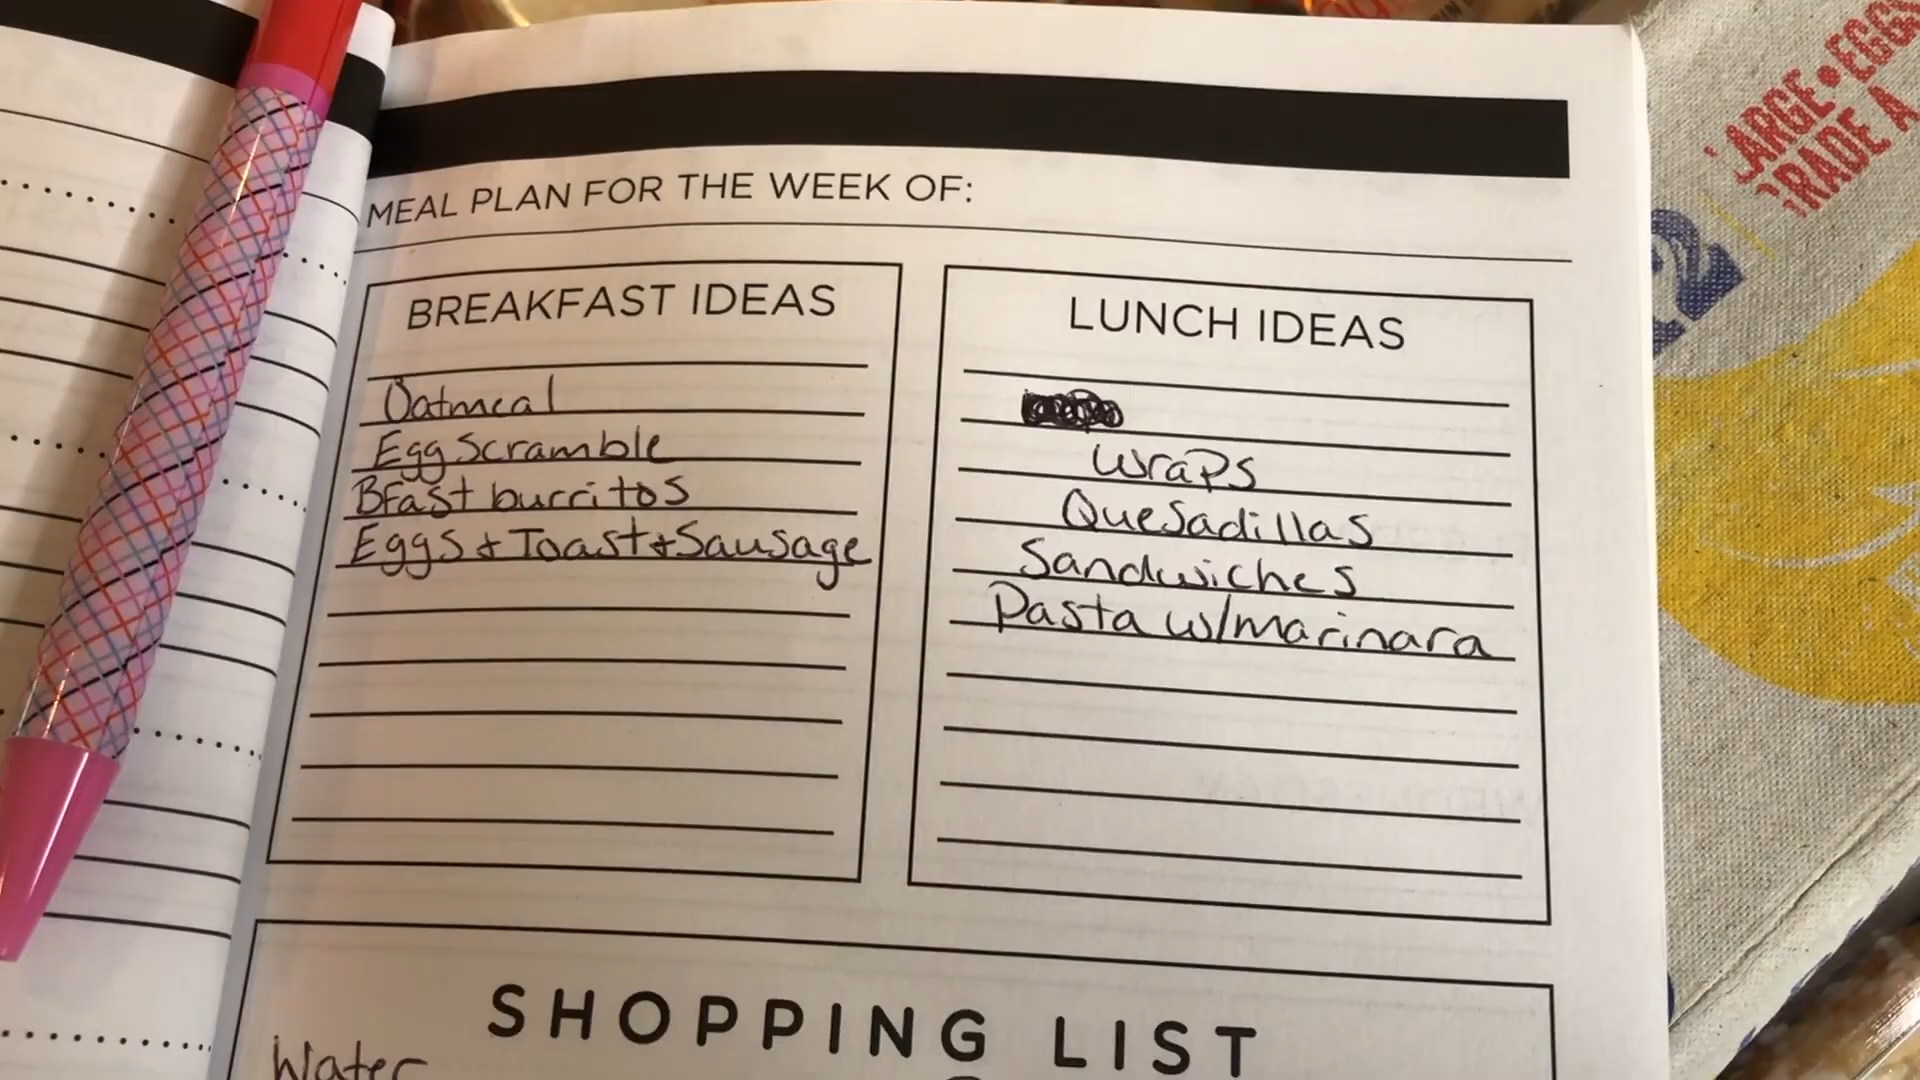 MEAL PLAN FOR THE WEEK OF:
BREAKFAST IDEAS
Oatmeal
Egg Scramble
BFast burritos
Eggs + Toast + Sausage
LUNCH IDEAS
Wraps
Quesadillas
Sandwiches
Pasta w/marinara
SHOPPING LIST
Water
LARGE • EGGS
GRADE A
12